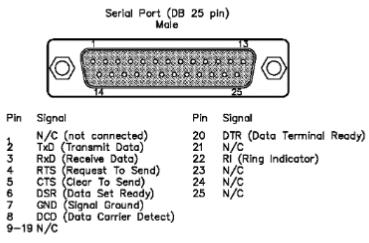 Serial Port (DB 25 pin)
Male
1 13
14 25
Pin Signal Pin Signal
1 N/C (not connected) 20 DTR (Data Terminal Ready)
2 TxD (Transmit Data) 21 N/C
3 RxD (Receive Data) 22 RI (Ring Indicator)
4 RTS (Request To Send) 23 N/C
5 CTS (Clear To Send) 24 N/C
6 DSR (Data Set Ready) 25 N/C
7 GND (Signal Ground)
8 DCD (Data Carrier Detect)
9-19 N/C